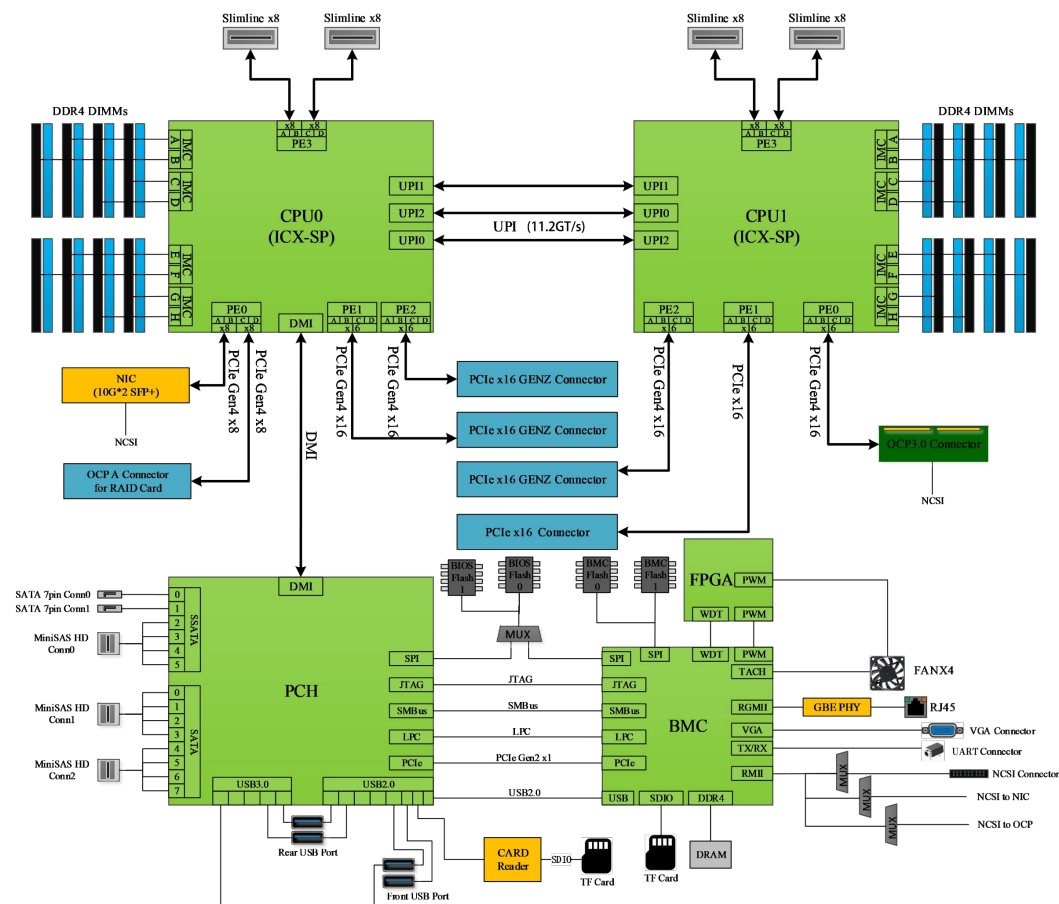 Slimline x8
Slimline x8
Slimline x8
Slimline x8
DDR4 DIMMs
DDR4 DIMMs
x8 x8
A B C D
PE3
x8 x8
A B C D
PE3
A
B
IMC
C
D
IMC
E
F
IMC
G
H
IMC
CPU0
(ICX-SP)
UPI1
UPI2
UPI0
UPI (11.2GT/s)
UPI1
UPI0
UPI2
CPU1
(ICX-SP)
IMC
A
B
IMC
C
D
IMC
E
F
IMC
G
H
PE0
A B C D
x8 x8
DMI
PE1
A B C D
x16
PE2
A B C D
x16
PE2
A B C D
x16
PE1
A B C D
x16
PE0
A B C D
x16
PCIe Gen4 x8
PCIe Gen4 x8
DMI
PCIe Gen4 x16
PCIe Gen4 x16
PCIe Gen4 x16
PCIe x16
PCIe Gen4 x16
NIC
(10G*2 SFP+)
NCSI
OCP A Connector
for RAID Card
PCIe x16 GENZ Connector
PCIe x16 GENZ Connector
PCIe x16 GENZ Connector
PCIe x16 Connector
OCP3.0 Connector
NCSI
BIOS
Flash
1
BIOS
Flash
0
BMC
Flash
0
BMC
Flash
1
MUX
FPGA
PWM
WDT
PWM
SATA 7pin Conn0
SATA 7pin Conn1
MiniSAS HD
Conn0
MiniSAS HD
Conn1
MiniSAS HD
Conn2
0
1
2
3
4
5
SSATA
0
1
2
3
4
5
6
7
SATA
DMI
PCH
SPI
JTAG
SMBus
LPC
PCIe
USB3.0
USB2.0
JTAG
SMBus
LPC
PCIe Gen2 x1
USB2.0
SPI
SPI
WDT
PWM
JTAG
SMBus
LPC
PCIe
USB
SDIO
DDR4
BMC
TACH
RGMII
VGA
TX/RX
RMII
FANX4
GBE PHY
RJ45
VGA Connector
UART Connector
MUX
MUX
MUX
NCSI Connector
NCSI to NIC
NCSI to OCP
Rear USB Port
Front USB Port
CARD
Reader
SDIO
TF Card
TF Card
DRAM